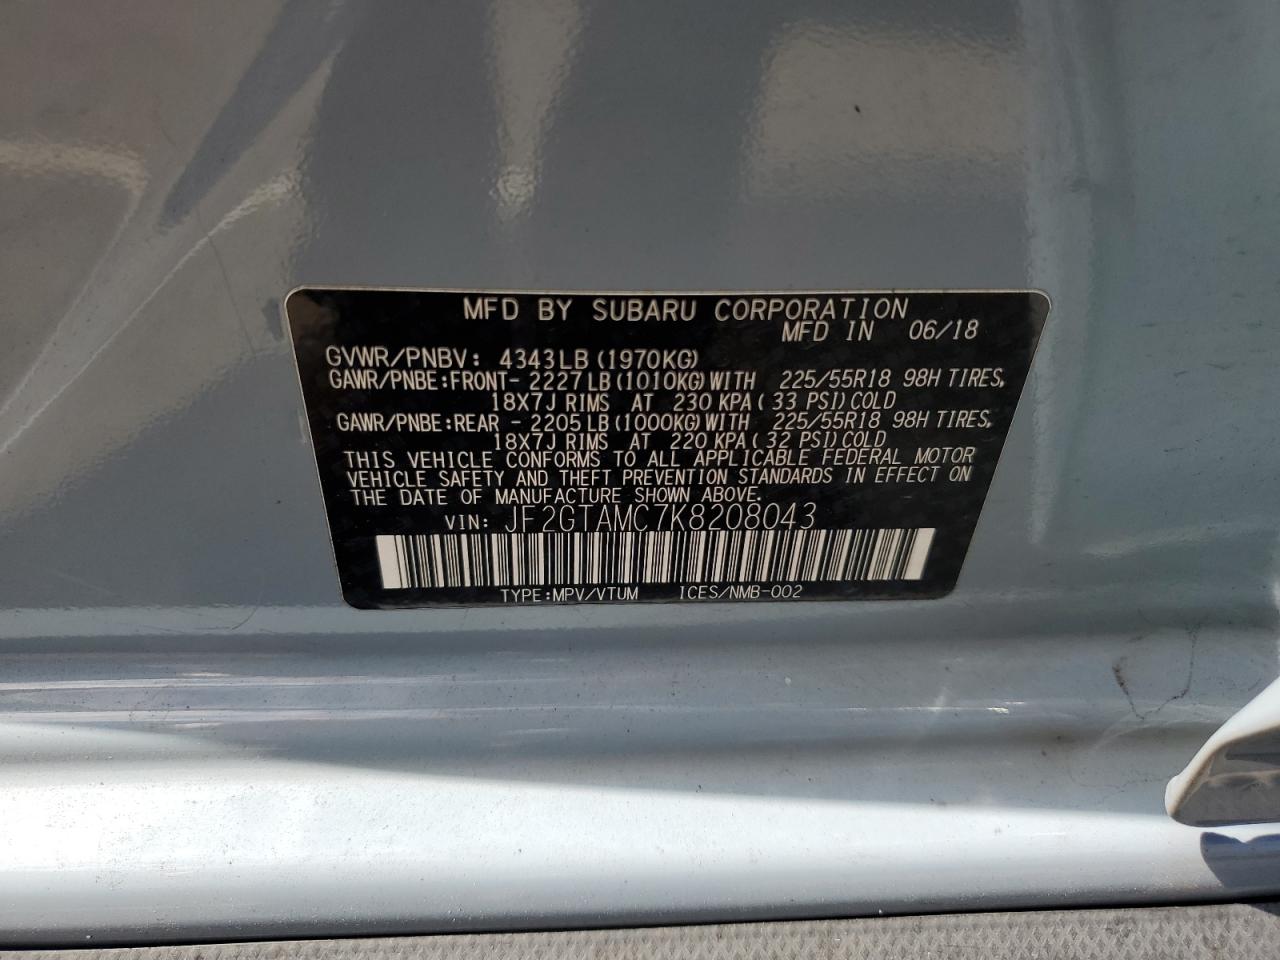 MFD BY SUBARU CORPORATION
MFD IN 06/18
GVWR/PNBV: 4343LB (1970KG)
GAWR/PNBE:FRONT- 2227 LB (1010KG) WITH 225/55R18 98H TIRES,
18X7J RIMS AT 230 KPA ( 33 PSI) COLD
GAWR/PNBE:REAR - 2205 LB (1000KG) WITH 225/55R18 98H TIRES,
18X7J RIMS AT 220 KPA ( 32 PSI) COLD
THIS VEHICLE CONFORMS TO ALL APPLICABLE FEDERAL MOTOR
VEHICLE SAFETY AND THEFT PREVENTION STANDARDS IN EFFECT ON
THE DATE OF MANUFACTURE SHOWN ABOVE.
VIN: JF2GTAMC7K8208043
TYPE:MPV/VTUM ICES/NMB-002